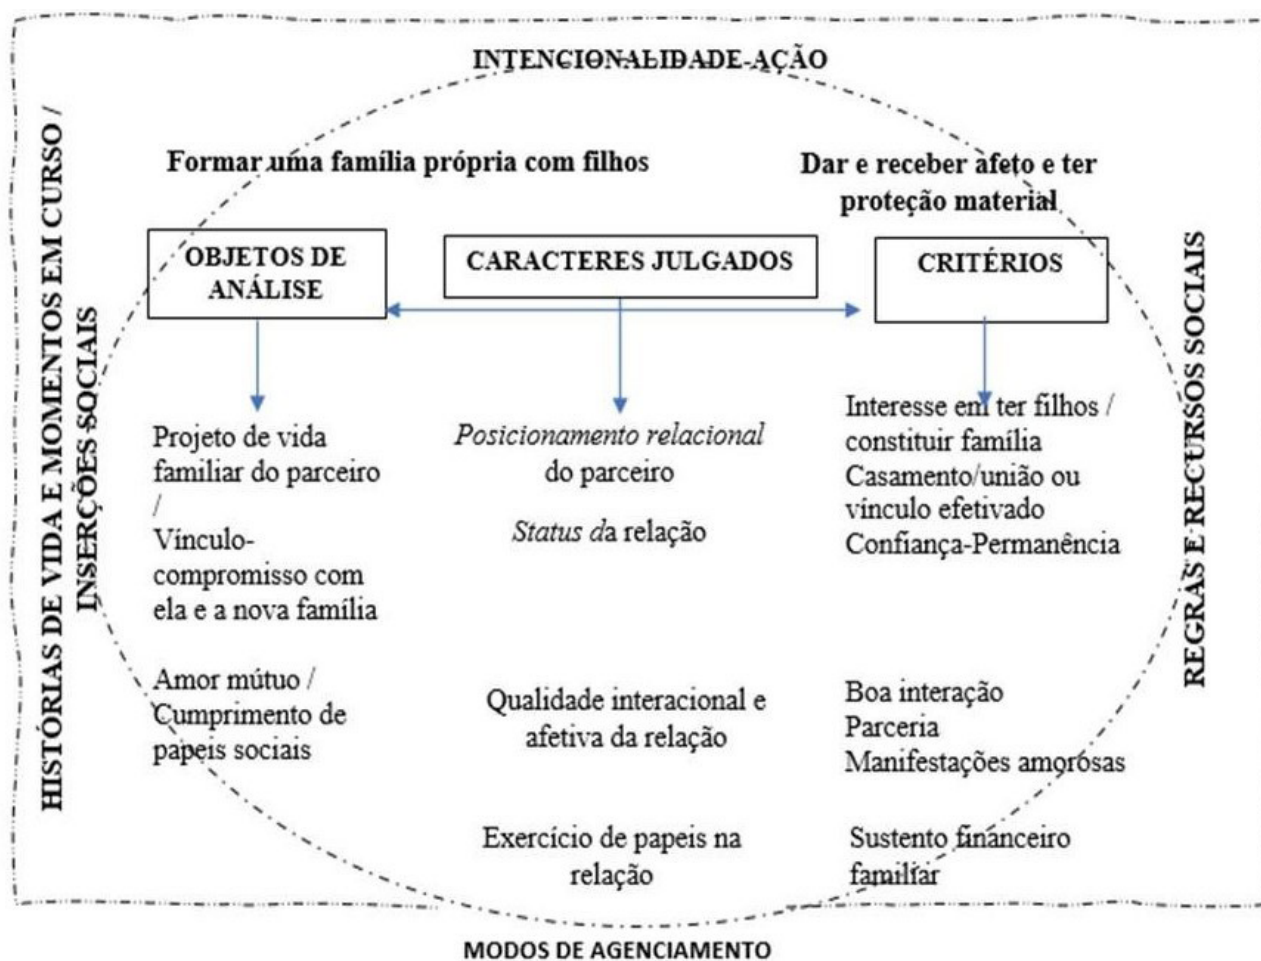 INTENCIONALIDADE-AÇÃO
HISTÓRIAS DE VIDA E MOMENTOS EM CURSO /
INSERÇÕES SOCIAIS
Formar uma família própria com filhos
Dar e receber afeto e ter
proteção material
OBJETOS DE
ANÁLISE
CARACTERES JULGADOS
CRITÉRIOS
Projeto de vida
familiar do parceiro
/
Vínculo-
compromisso com
ela e a nova família
Amor mútuo /
Cumprimento de
papeis sociais
Posicionamento relacional
do parceiro
Status da relação
Qualidade interacional e
afetiva da relação
Exercício de papeis na
relação
Interesse em ter filhos /
constituir família
Casamento/união ou
vínculo efetivado
Confiança-Permanência
Boa interação
Parceria
Manifestações amorosas
Sustento financeiro
familiar
REGRAS E RECURSOS SOCIAIS
MODOS DE AGENCIAMENTO